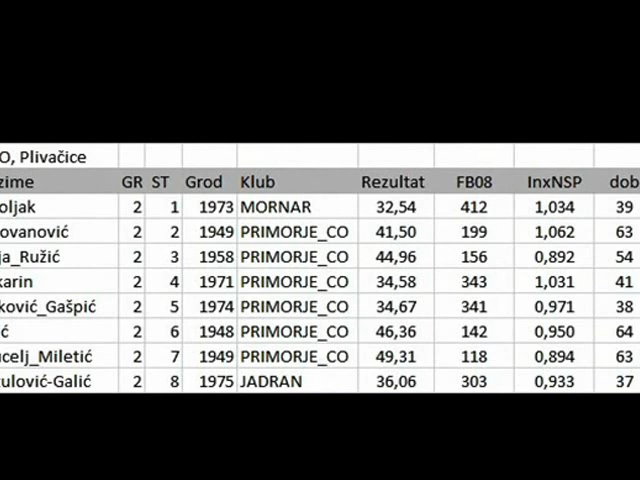 O, Plivačice
zime GR ST Grod Klub Rezultat FB08 InxNSP dob
oljak 2 1 1973 MORNAR 32,54 412 1,034 39
ovanović 2 2 1949 PRIMORJE_CO 41,50 199 1,062 63
ja_Ružić 2 3 1958 PRIMORJE_CO 44,96 156 0,892 54
karin 2 4 1971 PRIMORJE_CO 34,58 343 1,031 41
ković_Gašpić 2 5 1974 PRIMORJE_CO 34,67 341 0,971 38
ć 2 6 1948 PRIMORJE_CO 46,36 142 0,950 64
ucelj_Miletić 2 7 1949 PRIMORJE_CO 49,31 118 0,894 63
tulović-Galić 2 8 1975 JADRAN 36,06 303 0,933 37